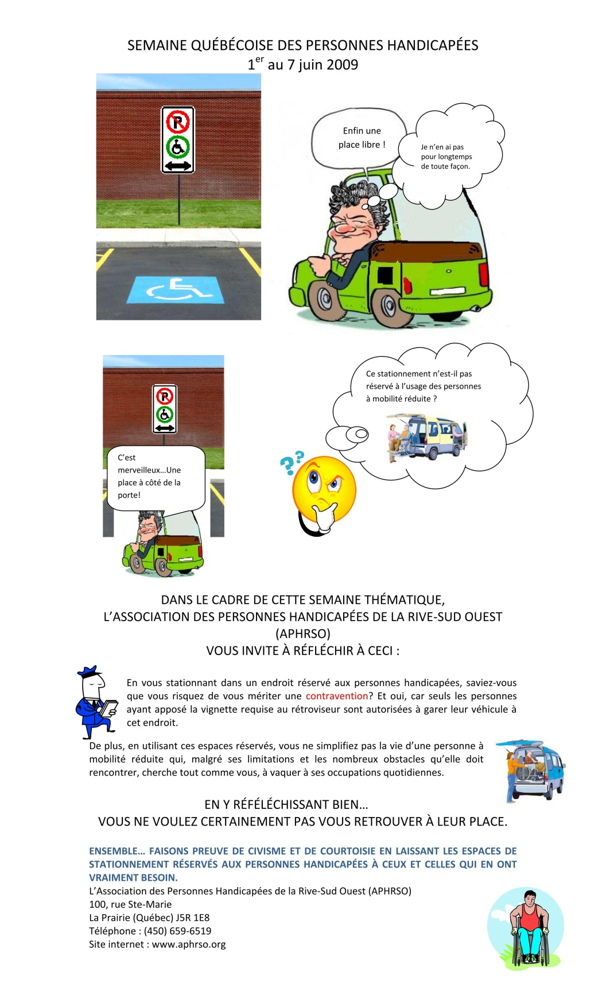 SEMAINE QUÉBÉCOISE DES PERSONNES HANDICAPÉES
1er au 7 juin 2009
P
Enfin une
place libre !
Je n’en ai pas
pour longtemps
de toute façon.
P
C’est
merveilleux…Une
place à côté de la
porte!
Ce stationnement n’est-il pas
réservé à l’usage des personnes
à mobilité réduite ?
??
DANS LE CADRE DE CETTE SEMAINE THÉMATIQUE,
L’ASSOCIATION DES PERSONNES HANDICAPÉES DE LA RIVE-SUD OUEST
(APHRSO)
VOUS INVITE À RÉFLÉCHIR À CECI :
En vous stationnant dans un endroit réservé aux personnes handicapées, saviez-vous
que vous risquez de vous mériter une contravention? Et oui, car seuls les personnes
ayant apposé la vignette requise au rétroviseur sont autorisées à garer leur véhicule à
cet endroit.
De plus, en utilisant ces espaces réservés, vous ne simplifiez pas la vie d’une personne à
mobilité réduite qui, malgré ses limitations et les nombreux obstacles qu’elle doit
rencontrer, cherche tout comme vous, à vaquer à ses occupations quotidiennes.
EN Y RÉFÉLÉCHISSANT BIEN…
VOUS NE VOULEZ CERTAINEMENT PAS VOUS RETROUVER À LEUR PLACE.
ENSEMBLE… FAISONS PREUVE DE CIVISME ET DE COURTOISIE EN LAISSANT LES ESPACES DE
STATIONNEMENT RÉSERVÉS AUX PERSONNES HANDICAPÉES À CEUX ET CELLES QUI EN ONT
VRAIMENT BESOIN.
L’Association des Personnes Handicapées de la Rive-Sud Ouest (APHRSO)
100, rue Ste-Marie
La Prairie (Québec) J5R 1E8
Téléphone : (450) 659-6519
Site internet : www.aphrso.org